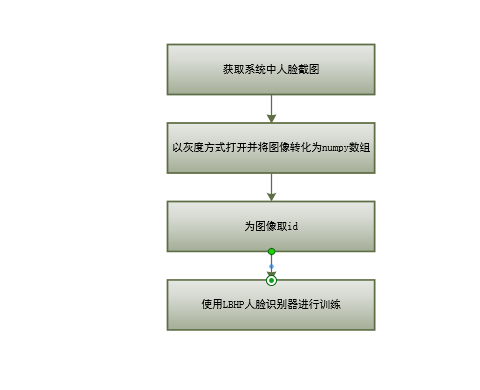 获取系统中人脸截图
以灰度方式打开并将图像转化为numpy数组
为图像取id
使用LBHP人脸识别器进行训练